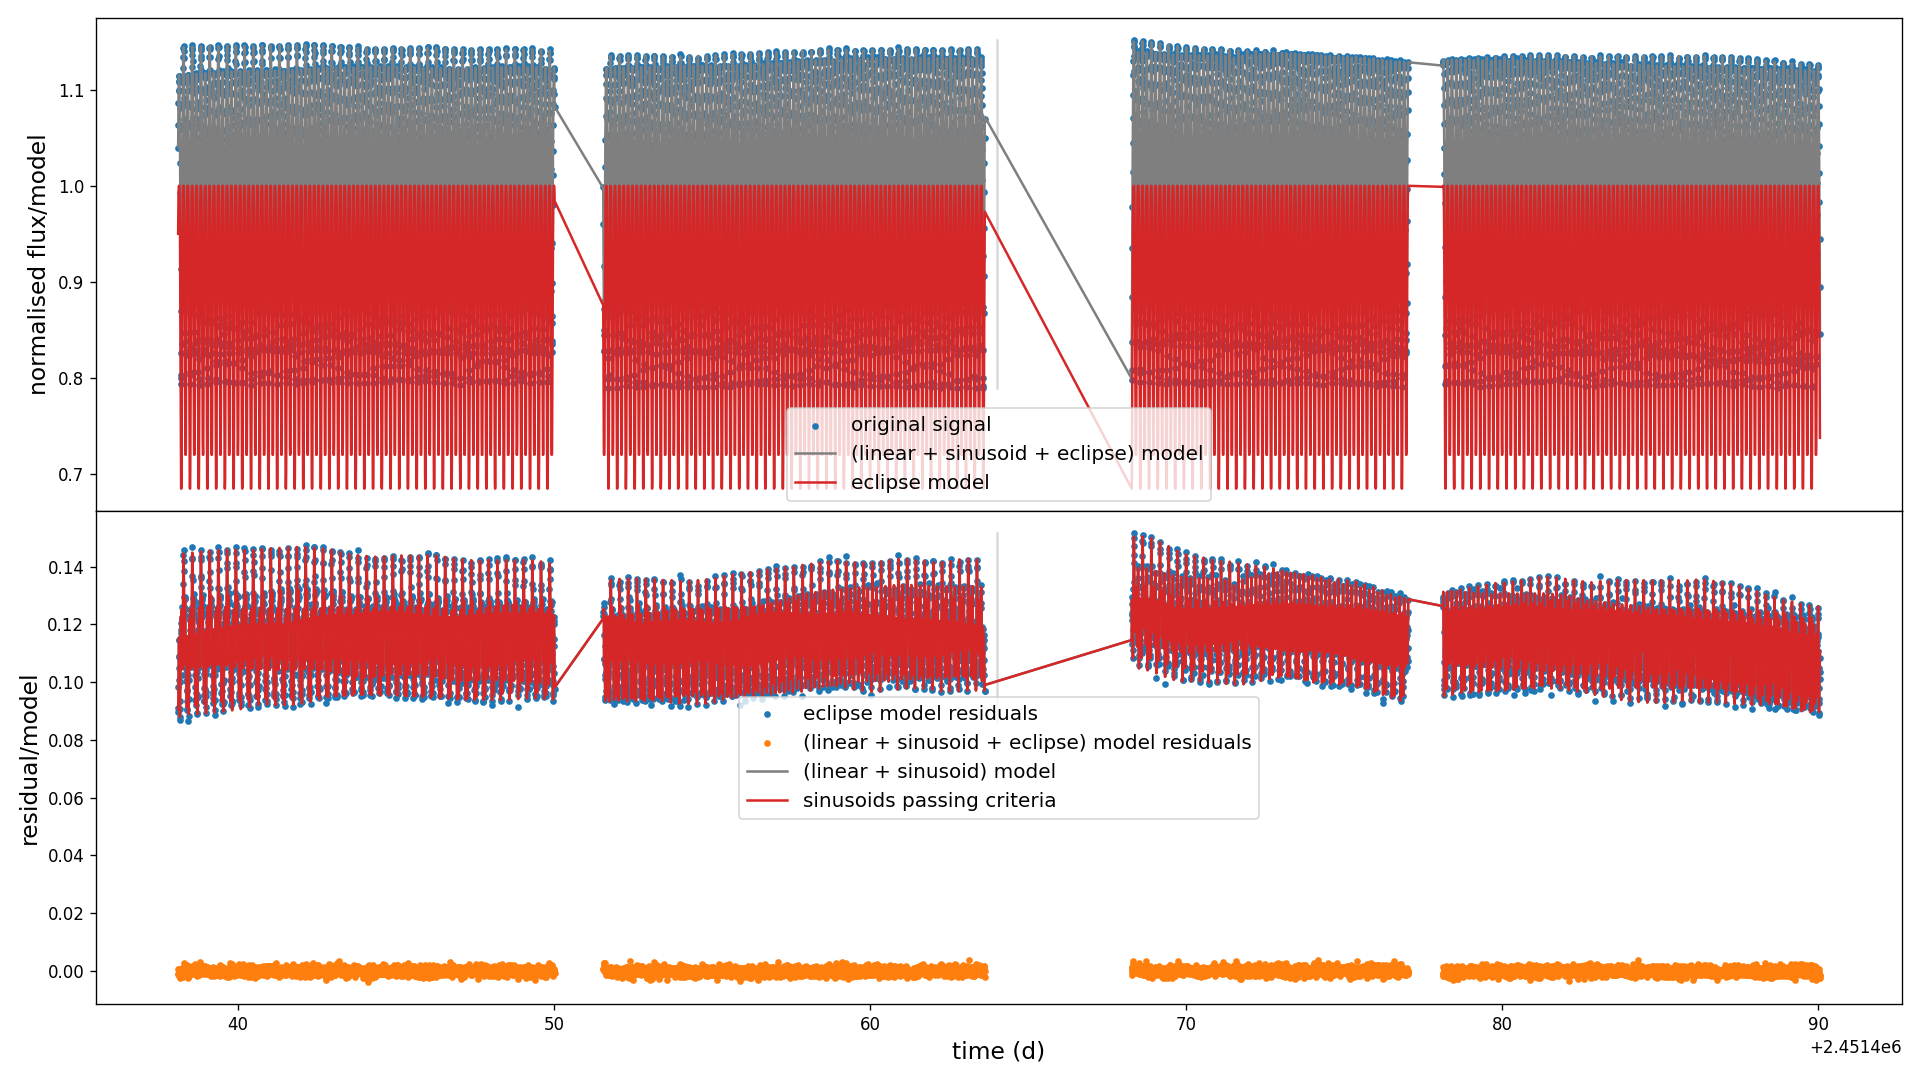 normalised flux/model
1.1
1.0
0.9
0.8
0.7
original signal
(linear + sinusoid + eclipse) model
eclipse model
residual/model
0.14
0.12
0.10
0.08
0.06
0.04
0.02
0.00
eclipse model residuals
(linear + sinusoid + eclipse) model residuals
(linear + sinusoid) model
sinusoids passing criteria
40 50 60 70 80 90
time (d)
+2.4514e6